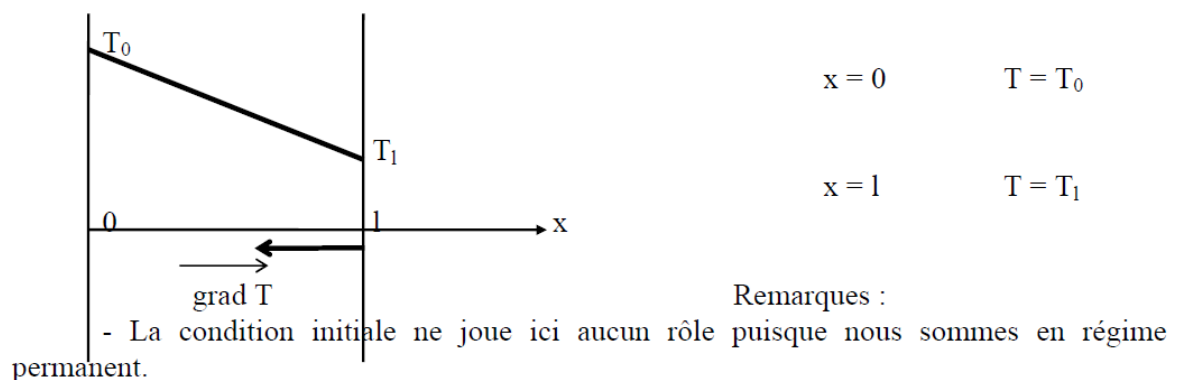 T₀
x = 0 T = T₀
T₁
x = l T = T₁
0 l x
grad T Remarques :
- La condition initiale ne joue ici aucun rôle puisque nous sommes en régime
permanent.